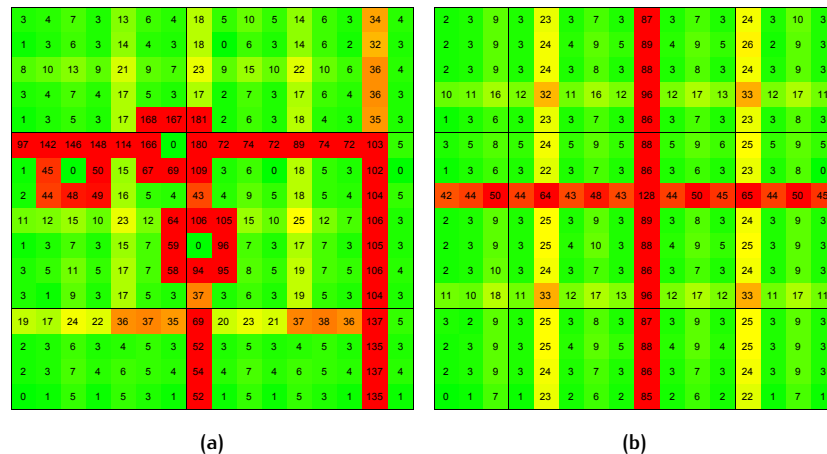 3 4 7 3 13 6 4 18 5 10 5 14 6 3 34 4
1 3 6 3 14 4 3 18 0 6 3 14 6 2 32 3
8 10 13 9 21 9 7 23 9 15 10 22 10 6 36 4
3 4 7 4 17 5 3 17 2 7 3 17 6 4 36 3
1 3 5 3 17 168 167 181 2 6 3 18 4 3 35 3
97 142 146 148 114 166 0 180 72 74 72 89 74 72 103 5
1 45 0 50 15 67 69 109 3 6 0 18 5 3 102 0
2 44 48 49 16 5 4 43 4 9 5 18 5 4 104 5
11 12 15 10 23 12 64 106 105 15 10 25 12 7 106 3
1 3 7 3 15 7 59 0 96 7 3 17 7 3 105 3
3 5 11 5 17 7 58 94 95 8 5 19 7 5 106 4
3 1 9 3 17 5 3 37 3 6 3 19 5 3 104 3
19 17 24 22 36 37 35 69 20 23 21 37 38 36 137 5
2 3 6 3 4 5 3 52 3 5 3 4 5 3 135 3
2 3 7 4 6 5 4 54 4 7 4 6 5 4 137 4
0 1 5 1 5 3 1 52 1 5 1 5 3 1 135 1
(a)
2 3 9 3 23 3 7 3 87 3 7 3 24 3 10 3
2 3 9 3 24 4 9 5 89 4 9 5 26 2 9 3
2 3 9 3 24 3 8 3 88 3 8 3 24 3 9 3
10 11 16 12 32 11 16 12 96 12 17 13 33 12 17 11
1 3 6 3 23 3 7 3 86 3 7 3 23 3 8 3
3 5 8 5 24 5 9 5 88 5 9 5 25 5 9 5
1 3 6 3 22 3 7 3 86 3 6 3 23 3 8 0
42 44 50 44 64 43 48 43 128 44 50 45 65 44 50 45
2 3 9 3 25 3 9 3 89 3 8 3 24 3 9 3
2 3 9 3 25 4 10 3 88 4 9 5 25 3 9 3
2 3 10 3 24 3 7 3 86 3 7 3 24 3 9 3
11 10 18 11 33 12 17 13 96 12 17 12 33 11 17 11
3 2 9 3 25 3 8 3 87 3 9 3 25 3 9 3
2 3 9 3 25 4 9 5 88 4 9 5 25 3 9 3
2 3 9 3 24 3 7 3 86 3 7 3 24 3 9 3
0 1 7 1 23 2 6 2 85 2 6 2 22 1 7 1
(b)